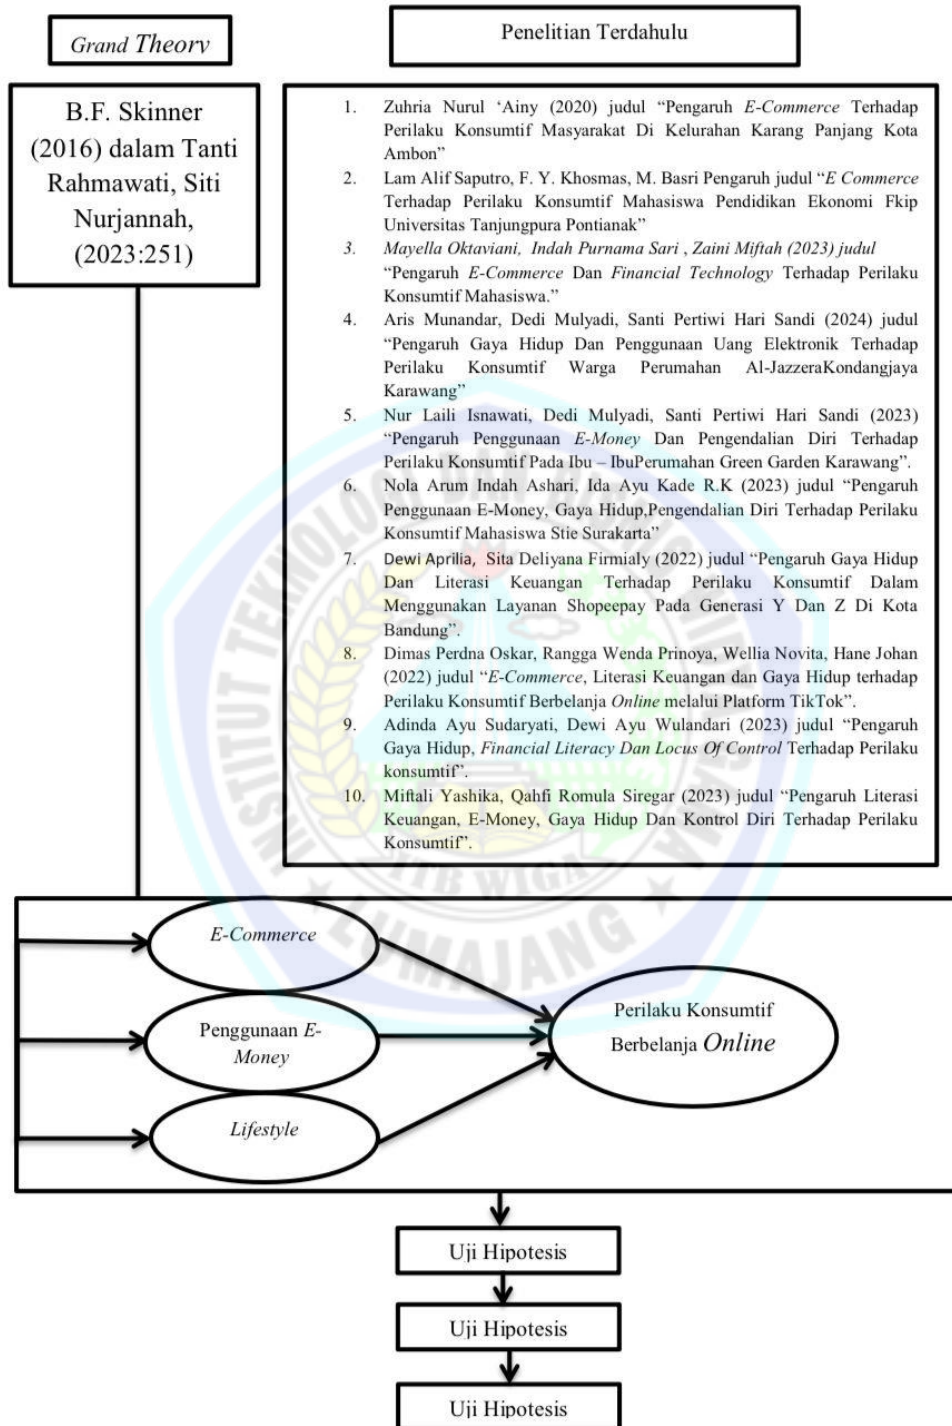 Grand Theory
Penelitian Terdahulu
B.F. Skinner
(2016) dalam Tanti
Rahmawati, Siti
Nurjannah,
(2023:251)
1. Zuhria Nurul ‘Ainy (2020) judul “Pengaruh E-Commerce Terhadap
Perilaku Konsumtif Masyarakat Di Kelurahan Karang Panjang Kota
Ambon”
2. Lam Alif Saputro, F. Y. Khosmas, M. Basri Pengaruh judul “E Commerce
Terhadap Perilaku Konsumtif Mahasiswa Pendidikan Ekonomi Fkip
Universitas Tanjungpura Pontianak”
3. Mayella Oktaviani, Indah Purnama Sari , Zaini Miftah (2023) judul
“Pengaruh E-Commerce Dan Financial Technology Terhadap Perilaku
Konsumtif Mahasiswa.”
4. Aris Munandar, Dedi Mulyadi, Santi Pertiwi Hari Sandi (2024) judul
“Pengaruh Gaya Hidup Dan Penggunaan Uang Elektronik Terhadap
Perilaku Konsumtif Warga Perumahan Al-JazzeraKondangjaya
Karawang”
5. Nur Laili Isnawati, Dedi Mulyadi, Santi Pertiwi Hari Sandi (2023)
“Pengaruh Penggunaan E-Money Dan Pengendalian Diri Terhadap
Perilaku Konsumtif Pada Ibu – IbuPerumahan Green Garden Karawang”.
6. Nola Arum Indah Ashari, Ida Ayu Kade R.K (2023) judul “Pengaruh
Penggunaan E-Money, Gaya Hidup,Pengendalian Diri Terhadap Perilaku
Konsumtif Mahasiswa Stie Surakarta”
7. Dewi Aprilia, Sita Deliyana Firmialy (2022) judul “Pengaruh Gaya Hidup
Dan Literasi Keuangan Terhadap Perilaku Konsumtif Dalam
Menggunakan Layanan Shopeepay Pada Generasi Y Dan Z Di Kota
Bandung”.
8. Dimas Perdna Oskar, Rangga Wenda Prinoya, Wellia Novita, Hane Johan
(2022) judul “E-Commerce, Literasi Keuangan dan Gaya Hidup terhadap
Perilaku Konsumtif Berbelanja Online melalui Platform TikTok”.
9. Adinda Ayu Sudaryati, Dewi Ayu Wulandari (2023) judul “Pengaruh
Gaya Hidup, Financial Literacy Dan Locus Of Control Terhadap Perilaku
konsumtif”.
10. Miftali Yashika, Qahfi Romula Siregar (2023) judul “Pengaruh Literasi
Keuangan, E-Money, Gaya Hidup Dan Kontrol Diri Terhadap Perilaku
Konsumtif”.
INSTITUT TEKNOLOGI DAN BISNIS WIDYA GAMA
ITB WIGA
LUMAJANG
E-Commerce
Penggunaan E-
Money
Lifestyle
Perilaku Konsumtif
Berbelanja Online
Uji Hipotesis
Uji Hipotesis
Uji Hipotesis